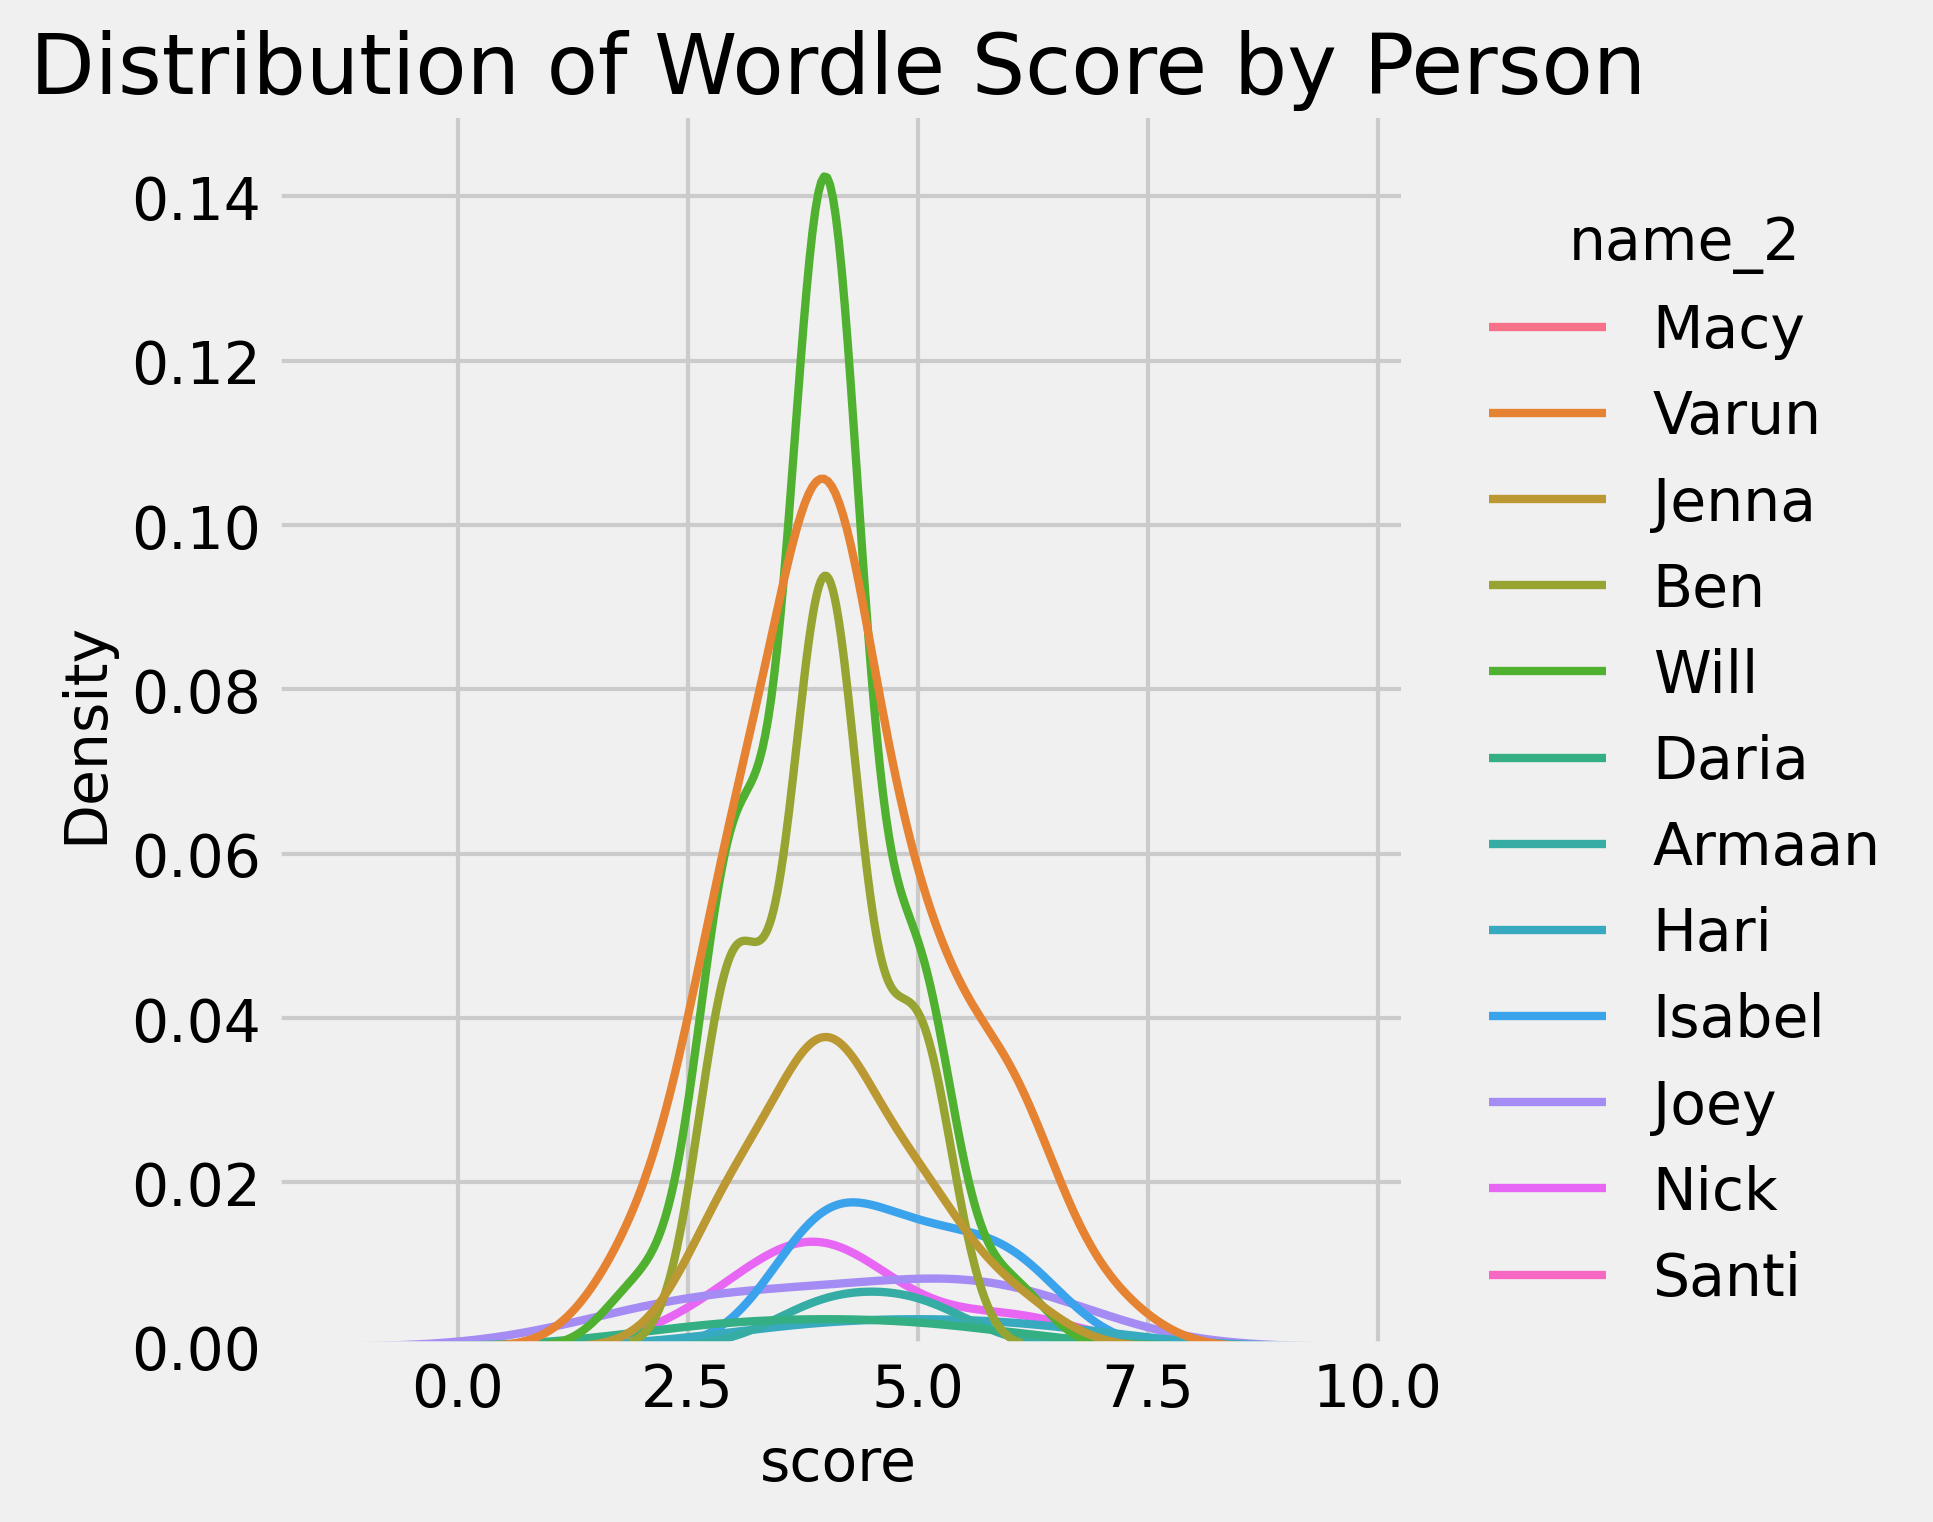 Distribution of Wordle Score by Person
0.14
0.12
0.10
0.08
0.06
0.04
0.02
0.00
Density
0.0 2.5 5.0 7.5 10.0
score
name_2
Macy
Varun
Jenna
Ben
Will
Daria
Armaan
Hari
Isabel
Joey
Nick
Santi